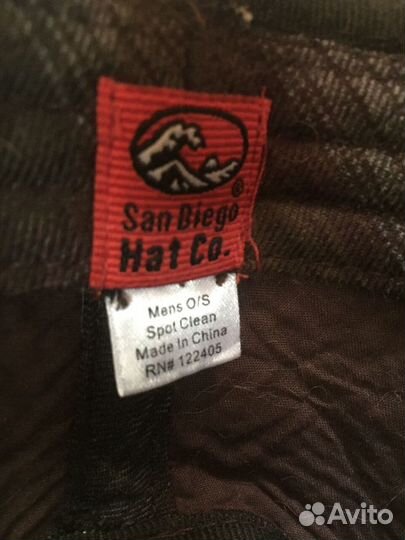 ®
San Diego
Hat Co.
Mens O/S
Spot Clean
Made In China
RN# 122405
Avito